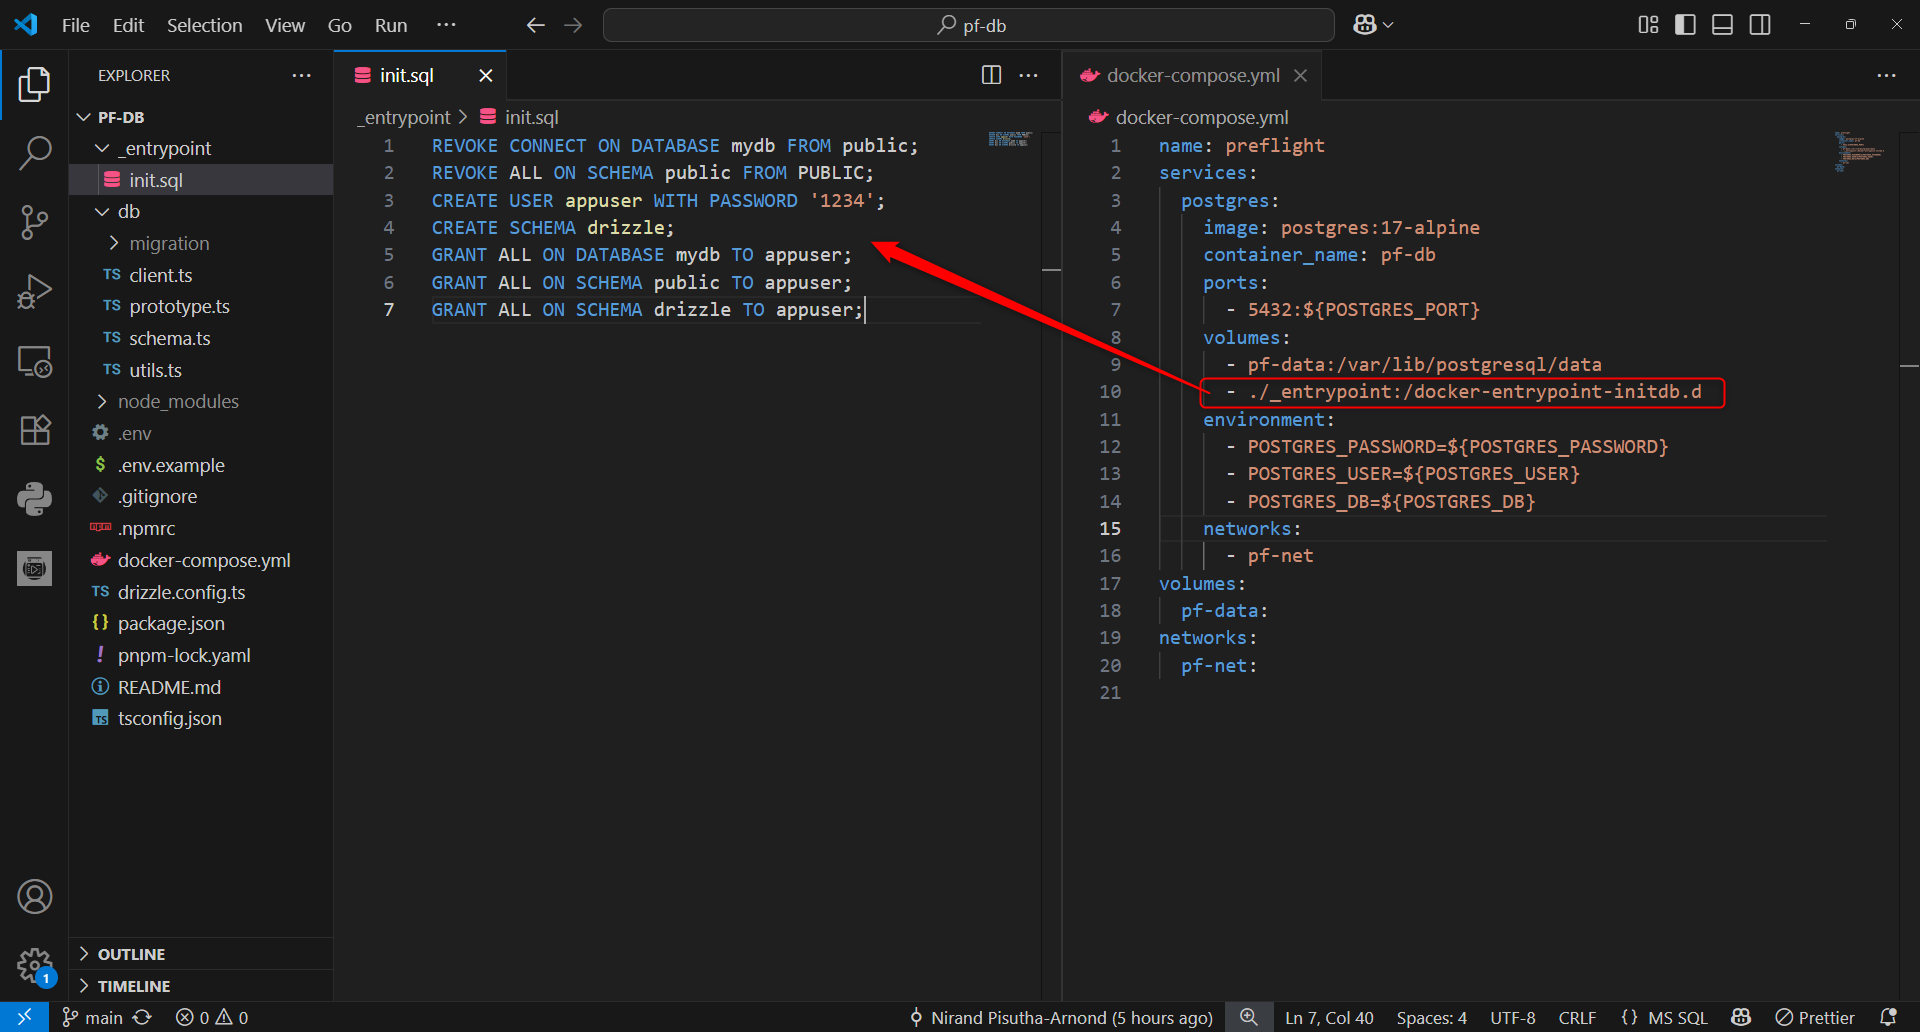 File Edit Selection View Go Run ··· pf-db
EXPLORER ···
PF-DB
_entrypoint
init.sql
db
migration
TS client.ts
TS prototype.ts
TS schema.ts
TS utils.ts
node_modules
.env
$ .env.example
.gitignore
npm .npmrc
docker-compose.yml
TS drizzle.config.ts
{} package.json
! pnpm-lock.yaml
README.md
TS tsconfig.json
OUTLINE
TIMELINE
1
init.sql
_entrypoint > init.sql
1 REVOKE CONNECT ON DATABASE mydb FROM public;
2 REVOKE ALL ON SCHEMA public FROM PUBLIC;
3 CREATE USER appuser WITH PASSWORD '1234';
4 CREATE SCHEMA drizzle;
5 GRANT ALL ON DATABASE mydb TO appuser;
6 GRANT ALL ON SCHEMA public TO appuser;
7 GRANT ALL ON SCHEMA drizzle TO appuser;
docker-compose.yml
docker-compose.yml
1 name: preflight
2 services:
3 postgres:
4 image: postgres:17-alpine
5 container_name: pf-db
6 ports:
7 - 5432:${POSTGRES_PORT}
8 volumes:
9 - pf-data:/var/lib/postgresql/data
10 - ./_entrypoint:/docker-entrypoint-initdb.d
11 environment:
12 - POSTGRES_PASSWORD=${POSTGRES_PASSWORD}
13 - POSTGRES_USER=${POSTGRES_USER}
14 - POSTGRES_DB=${POSTGRES_DB}
15 networks:
16 - pf-net
17 volumes:
18 pf-data:
19 networks:
20 pf-net:
21
main 0 0 Nirand Pisutha-Arnond (5 hours ago) Ln 7, Col 40 Spaces: 4 UTF-8 CRLF {} MS SQL Prettier